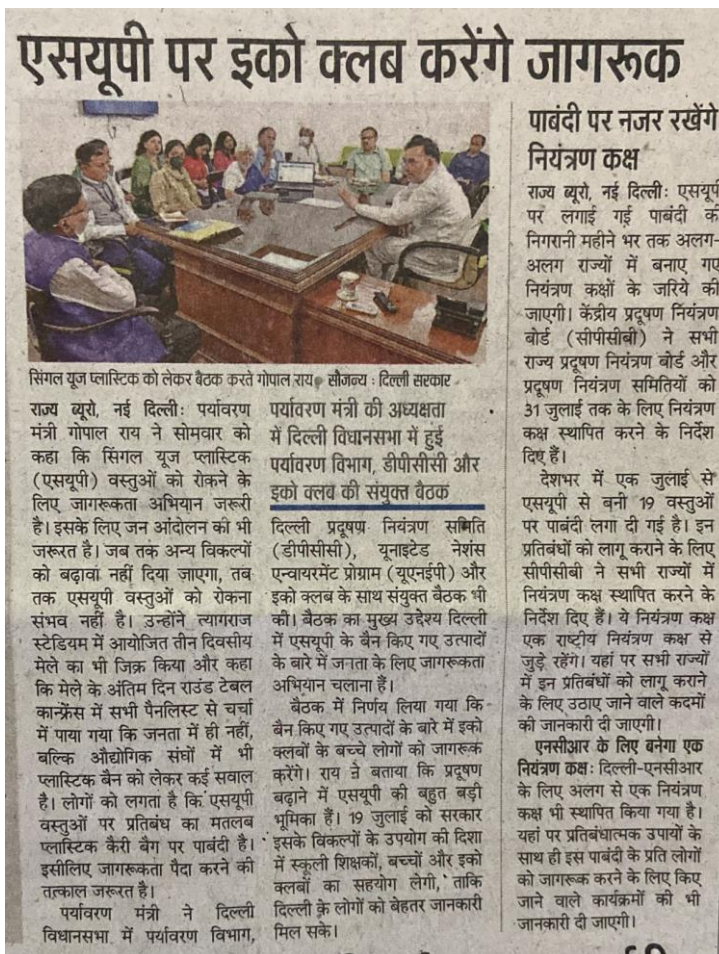 एसयूपी पर इको क्लब करेंगे जागरूक
सिंगल यूज प्लास्टिक को लेकर बैठक करते गोपाल राय● सौजन्य : दिल्ली सरकार
राज्य ब्यूरो, नई दिल्ली: पर्यावरण
मंत्री गोपाल राय ने सोमवार को
कहा कि सिंगल यूज प्लास्टिक
(एसयूपी) वस्तुओं को रोकने के
लिए जागरूकता अभियान जरूरी
है। इसके लिए जन आंदोलन की भी
जरूरत है। जब तक अन्य विकल्पों
को बढ़ावा नहीं दिया जाएगा, तब
तक एसयूपी वस्तुओं को रोकना
संभव नहीं है। उन्होंने त्यागराज
स्टेडियम में आयोजित तीन दिवसीय
मेले का भी जिक्र किया और कहा
कि मेले के अंतिम दिन राउंड टेबल
कान्फ्रेंस में सभी पैनलिस्ट से चर्चा
में पाया गया कि जनता में ही नहीं,
बल्कि औद्योगिक संघों में भी
प्लास्टिक बैन को लेकर कई सवाल
है। लोगों को लगता है कि एसयूपी
वस्तुओं पर प्रतिबंध का मतलब
प्लास्टिक कैरी बैग पर पाबंदी है।
इसीलिए जागरूकता पैदा करने की
तत्काल जरूरत है।
पर्यावरण मंत्री ने दिल्ली
विधानसभा में पर्यावरण विभाग,
पर्यावरण मंत्री की अध्यक्षता
में दिल्ली विधानसभा में हुई
पर्यावरण विभाग, डीपीसीसी और
इको क्लब की संयुक्त बैठक
दिल्ली प्रदूषण नियंत्रण समिति
(डीपीसीसी), यूनाइटेड नेशंस
एन्वायरमेंट प्रोग्राम (यूएनईपी) और
इको क्लब के साथ संयुक्त बैठक भी
की। बैठक का मुख्य उद्देश्य दिल्ली
में एसयूपी के बैन किए गए उत्पादों
के बारे में जनता के लिए जागरूकता
अभियान चलाना है।
बैठक में निर्णय लिया गया कि
बैन किए गए उत्पादों के बारे में इको
क्लबों के बच्चे लोगों को जागरूक
करेंगे। राय ने बताया कि प्रदूषण
बढ़ाने में एसयूपी की बहुत बड़ी
भूमिका हैं। 19 जुलाई को सरकार
इसके विकल्पों के उपयोग की दिशा
में स्कूली शिक्षकों, बच्चों और इको
क्लबों का सहयोग लेगी, ताकि
दिल्ली के लोगों को बेहतर जानकारी
मिल सके।
पाबंदी पर नजर रखेंगे
नियंत्रण कक्ष
राज्य ब्यूरो, नई दिल्ली: एसयूपी
पर लगाई गई पाबंदी की
निगरानी महीने भर तक अलग-
अलग राज्यों में बनाए गए
नियंत्रण कक्षों के जरिये की
जाएगी। केंद्रीय प्रदूषण नियंत्रण
बोर्ड (सीपीसीबी) ने सभी
राज्य प्रदूषण नियंत्रण बोर्ड और
प्रदूषण नियंत्रण समितियों को
31 जुलाई तक के लिए नियंत्रण
कक्ष स्थापित करने के निर्देश
दिए हैं।
देशभर में एक जुलाई से
एसयूपी से बनी 19 वस्तुओं
पर पाबंदी लगा दी गई है। इन
प्रतिबंधों को लागू कराने के लिए
सीपीसीबी ने सभी राज्यों में
नियंत्रण कक्ष स्थापित करने के
निर्देश दिए हैं। ये नियंत्रण कक्ष
एक राष्ट्रीय नियंत्रण कक्ष से
जुड़े रहेंगे। यहां पर सभी राज्यों
में इन प्रतिबंधों को लागू कराने
के लिए उठाए जाने वाले कदमों
की जानकारी दी जाएगी।
एनसीआर के लिए बनेगा एक
नियंत्रण कक्ष: दिल्ली-एनसीआर
के लिए अलग से एक नियंत्रण
कक्ष भी स्थापित किया गया है।
यहां पर प्रतिबंधात्मक उपायों के
साथ ही इस पाबंदी के प्रति लोगों
को जागरूक करने के लिए किए
जाने वाले कार्यक्रमों की भी
जानकारी दी जाएगी।